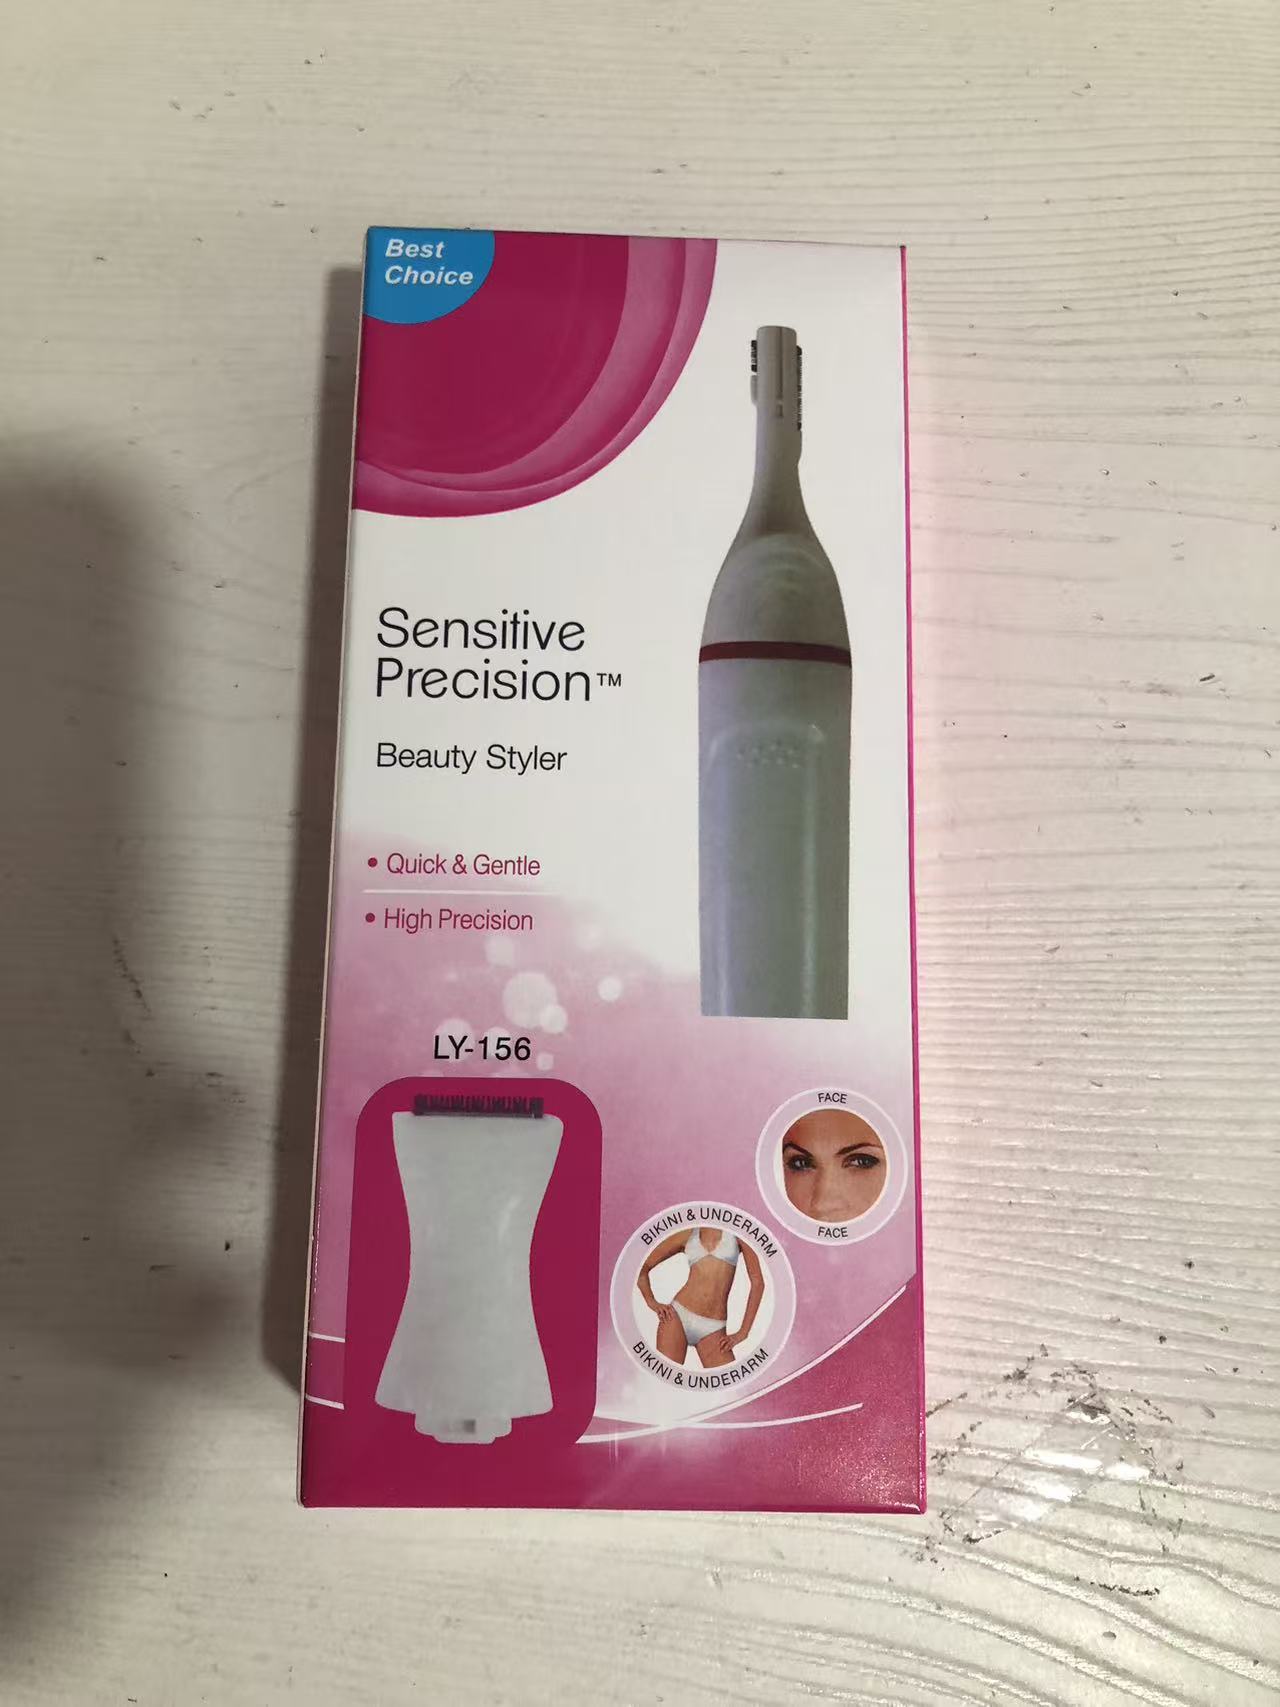 Best
Choice
Sensitive
Precision™
Beauty Styler
• Quick & Gentle
• High Precision
LY-156
FACE
FACE
BIKINI & UNDERARM
BIKINI & UNDERARM